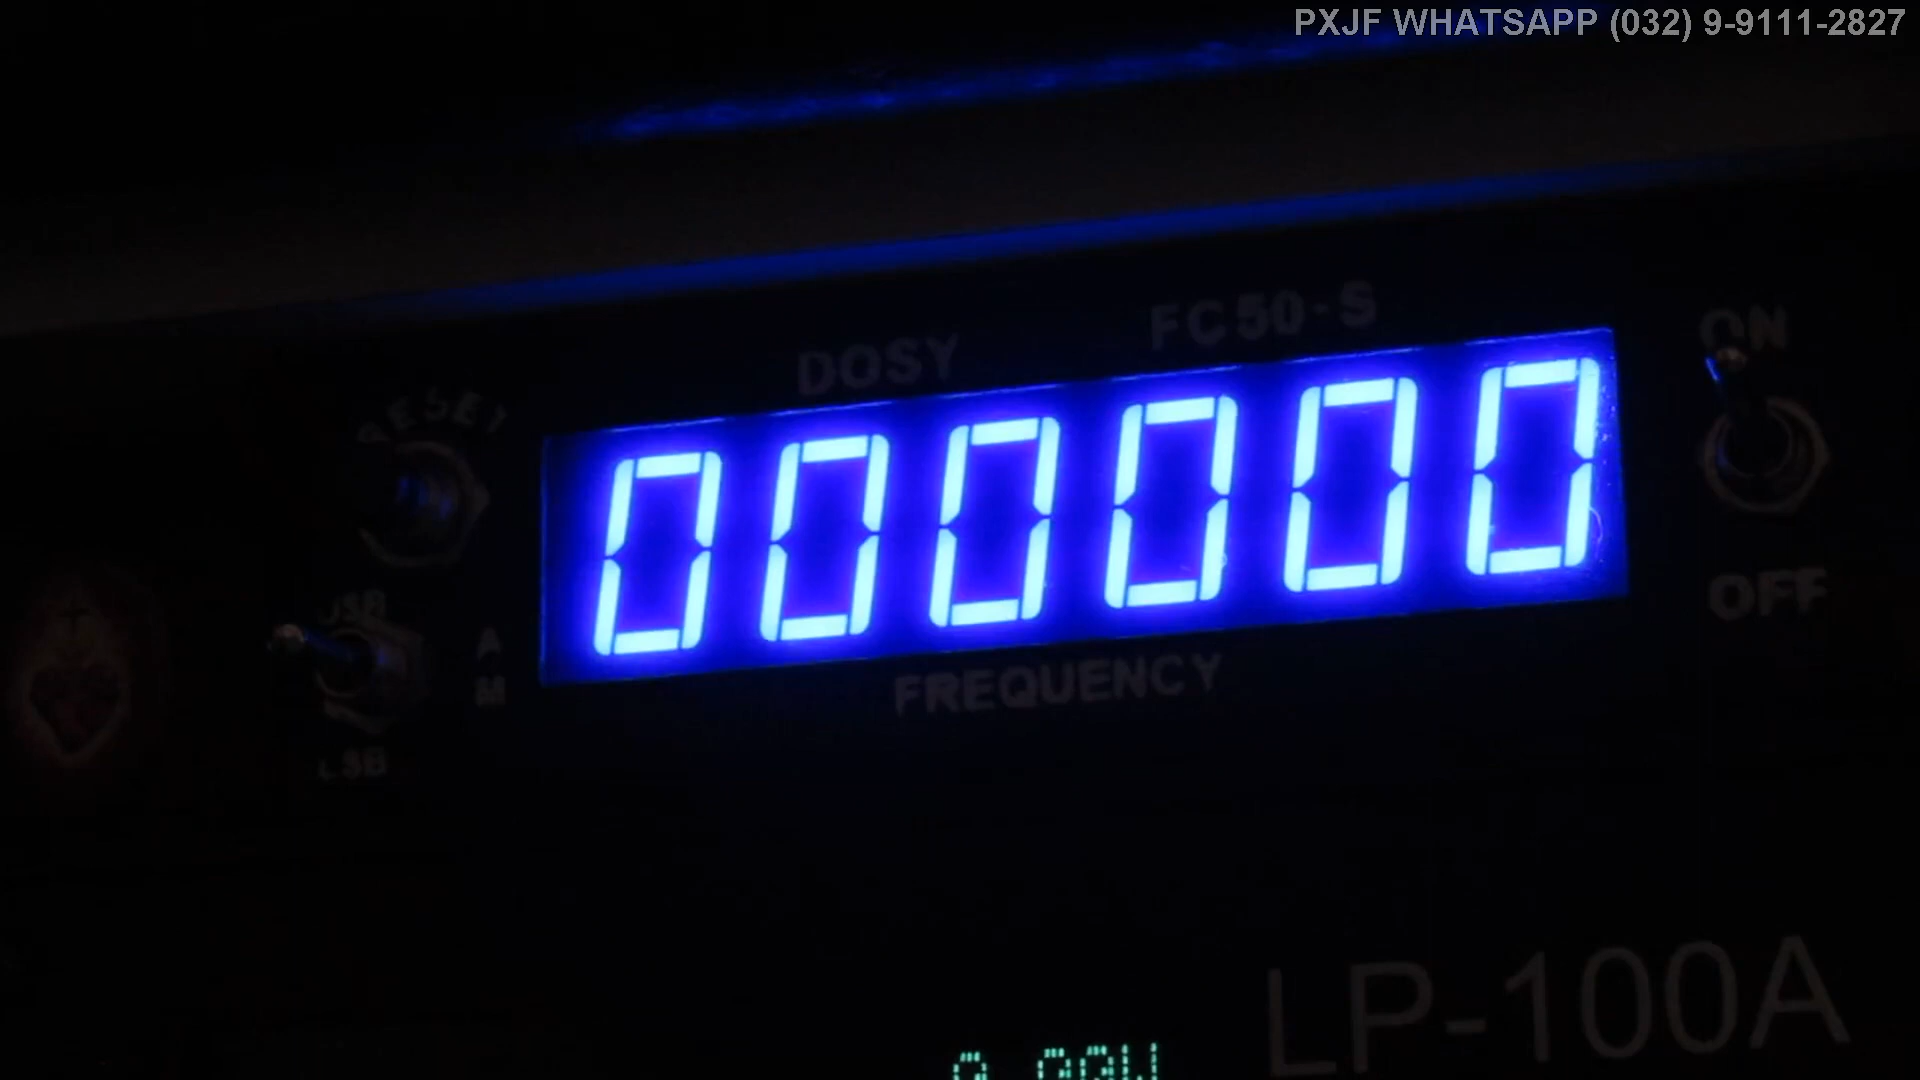 PXJF WHATSAPP (032) 9-9111-2827
DOSY FC50-S
ON
RESET
000000
USB
A
M
OFF
FREQUENCY
LSB
LP-100A